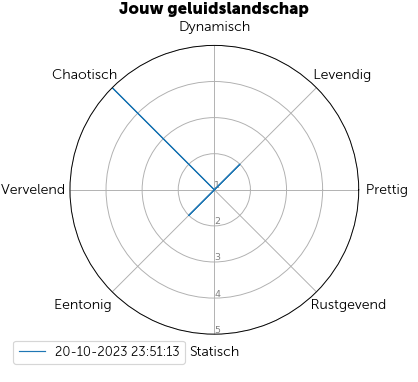 Jouw geluidslandschap
Dynamisch
Chaotisch
Levendig
Vervelend
1
Prettig
2
3
4
Eentonig
Rustgevend
5
20-10-2023 23:51:13
Statisch